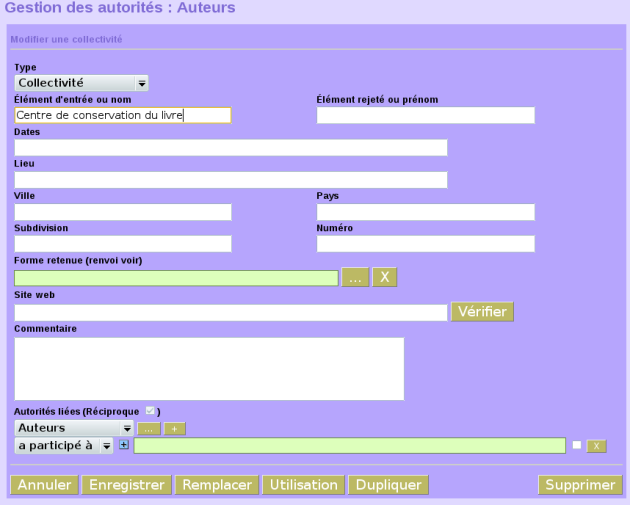 Gestion des autorités : Auteurs
Modifier une collectivité
Type
Collectivité
Élément d'entrée ou nom Élément rejeté ou prénom
Centre de conservation du livre
Dates
Lieu
Ville Pays
Subdivision Numéro
Forme retenue (renvoi voir)
... X
Site web
Vérifier
Commentaire
Autorités liées (Réciproque )
Auteurs ... +
a participé à + X
Annuler Enregistrer Remplacer Utilisation Dupliquer Supprimer